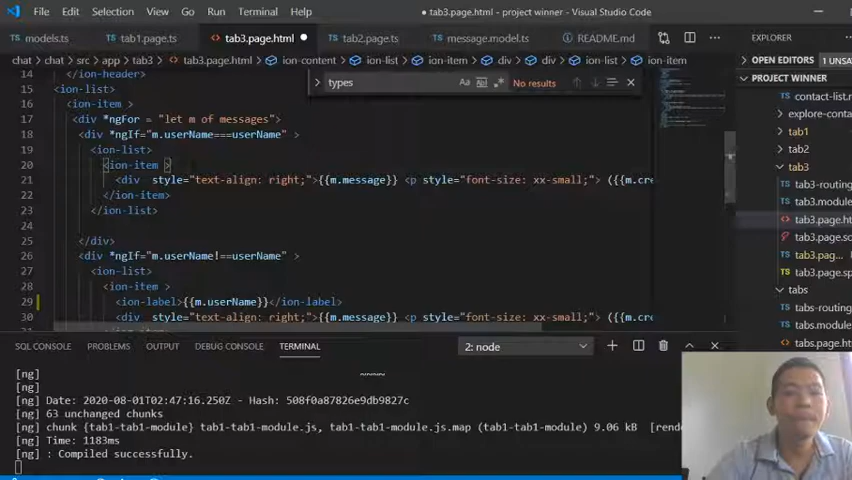 File Edit Selection View Go Run Terminal Help tab3.page.html - project winner - Visual Studio Code
models.ts tab1.page.ts tab3.page.html tab2.page.ts message.model.ts README.md
EXPLORER
chat > chat > src > app > tab3 > tab3.page.html > ion-content > ion-list > ion-item > div > div > ion-list > ion-item
OPEN EDITORS 1 UNSA
PROJECT WINNER
types Aa Abl .* No results
14 </ion-header>
15 <ion-list>
16 <ion-item >
17 <div *ngFor = "let m of messages">
18 <div *ngIf="m.userName===userName" >
19 <ion-list>
20 <ion-item >
21 <div style="text-align: right;">{{m.message}} <p style="font-size: xx-small;"> ({{m.cre
22 </ion-item>
23 </ion-list>
24
25 </div>
26 <div *ngIf="m.userName!==userName" >
27 <ion-list>
28 <ion-item >
29 <ion-label>{{m.userName}}</ion-label>
30 <div style="text-align: right;">{{m.message}} <p style="font-size: xx-small;"> ({{m.cre
contact-list.r
explore-conta
tab1
tab2
tab3
tab3-routing
tab3.module
tab3.page.ht
tab3.page.sc
tab3.pag...
tab3.page.sp
tabs
tabs-routing
tabs.module
tabs.page.ht
SQL CONSOLE PROBLEMS OUTPUT DEBUG CONSOLE TERMINAL 2: node
[ng]
[ng]
[ng] Date: 2020-08-01T02:47:16.250Z - Hash: 508f0a87826e9db9827c
[ng] 63 unchanged chunks
[ng] chunk {tab1-tab1-module} tab1-tab1-module.js, tab1-tab1-module.js.map (tab1-tab1-module) 9.06 kB [rend
[ng] Time: 1183ms
[ng] : Compiled successfully.